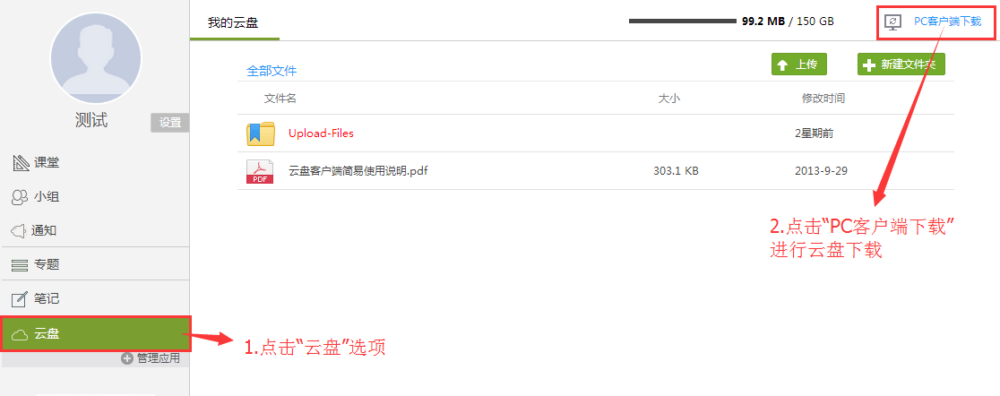 我的云盘
99.2 MB / 150 GB
PC客户端下载
测试
设置
课堂
小组
通知
专题
笔记
云盘
管理应用
全部文件
上传
新建文件夹
文件名 大小 修改时间
Upload-Files 2星期前
PDF
云盘客户端简易使用说明.pdf 303.1 KB 2013-9-29
2.点击“PC客户端下载”
进行云盘下载
1.点击“云盘”选项